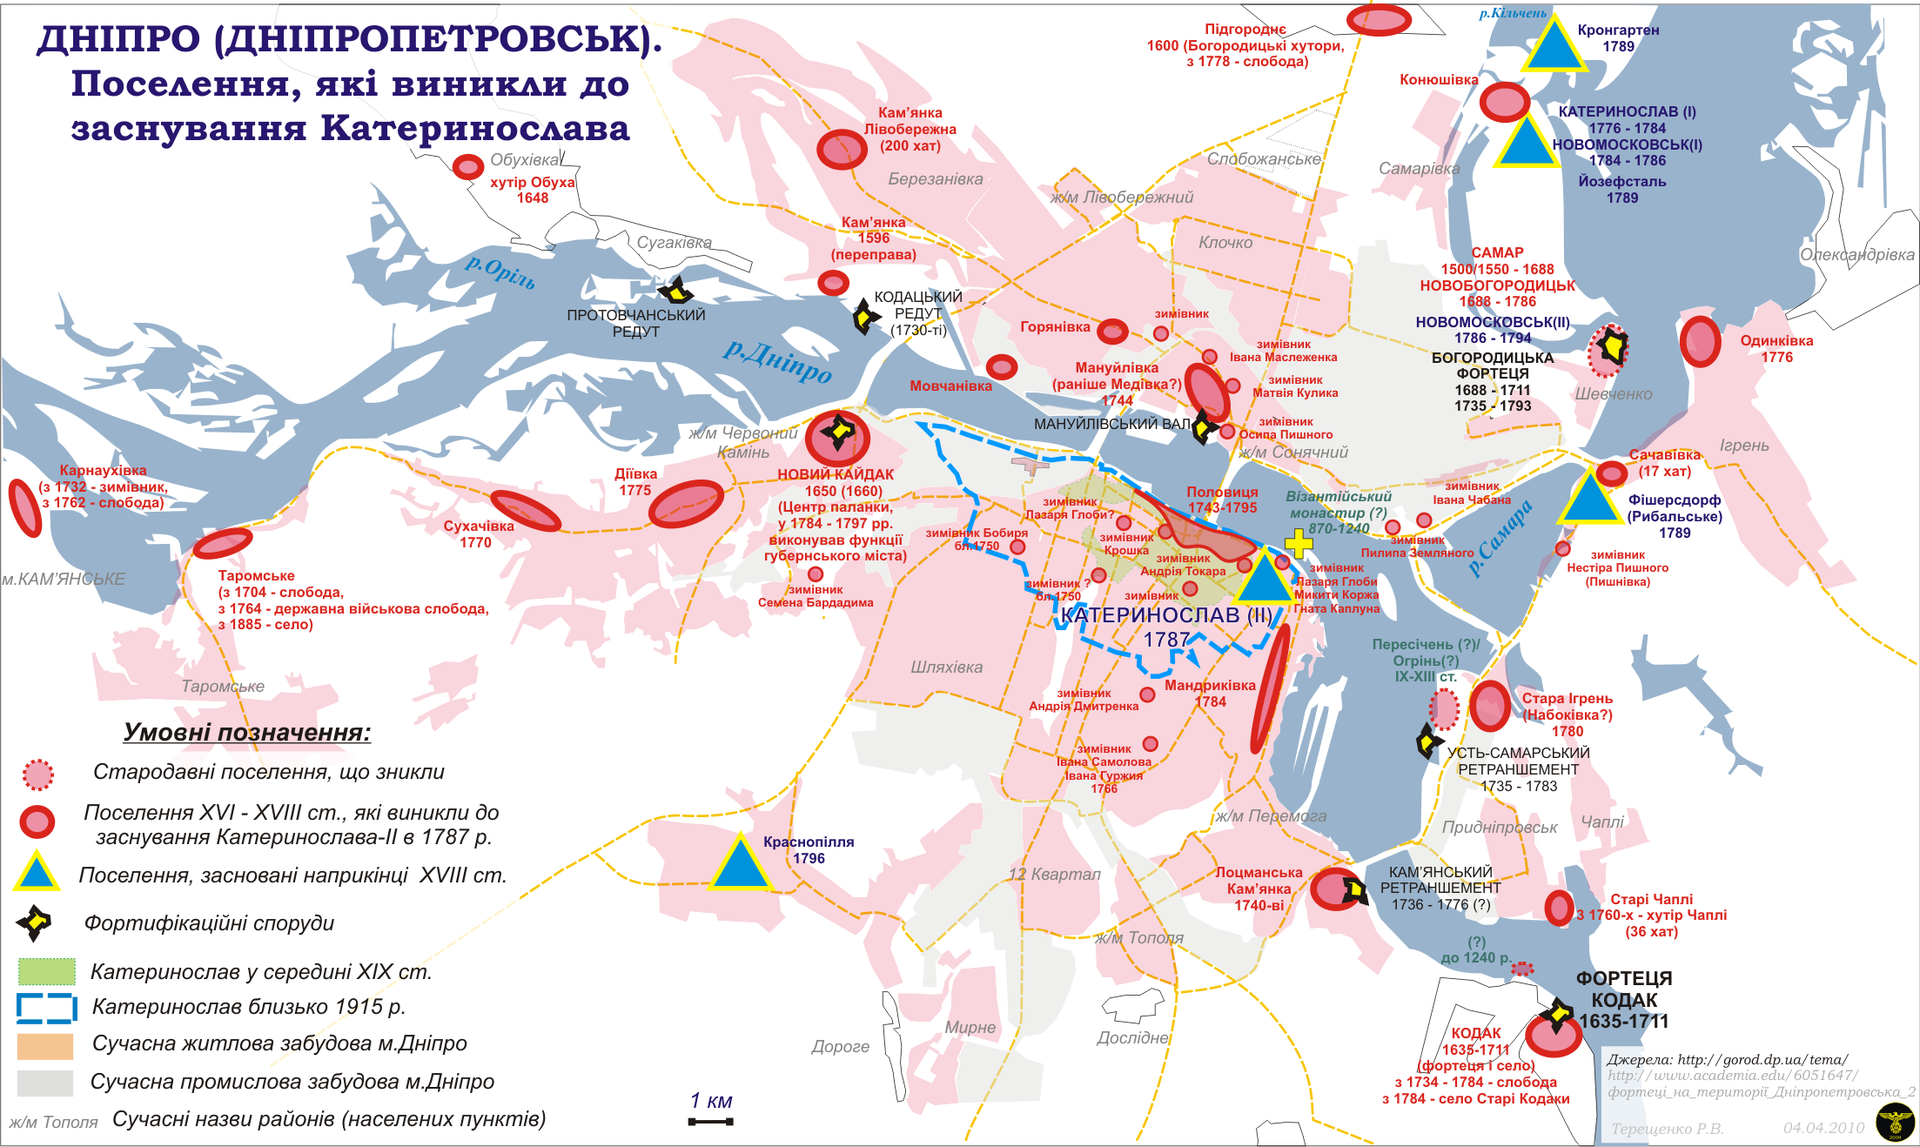 ДНІПРО (ДНІПРОПЕТРОВСЬК).
Поселення, які виникли до
заснування Катеринослава
Обухівка
хутір Обуха
1648
Кам'янка
Лівобережна
(200 хат)
Березанівка
Сугаківка
Кам'янка
1596
(переправа)
р.Оріль
ПРОТОВЧАНСЬКИЙ
РЕДУТ
КОДАЦЬКИЙ
РЕДУТ
(1730-ті)
р.Дніпро
Підгороднє
1600 (Богородицькі хутори,
з 1778 - слобода)
р.Кільчень
Кронгартен
1789
Конюшівка
КАТЕРИНОСЛАВ (I)
1776 - 1784
НОВОМОСКОВСЬК(I)
1784 - 1786
Йозефсталь
1789
Слобожанське
Самарівка
ж/м Лівобережний
Клочко
Олександрівка
САМАР
1500/1550 - 1688
НОВОБОГОРОДИЦЬК
1688 - 1786
НОВОМОСКОВСЬК(II)
1786 - 1794
БОГОРОДИЦЬКА
ФОРТЕЦЯ
1688 - 1711
1735 - 1793
Одинківка
1776
Шевченко
Ігрень
Горянівка
зимівник
зимівник
Івана Маслеженка
Мовчанівка
Мануйлівка
(раніше Медівка?)
1744
зимівник
Матвія Кулика
МАНУЙЛІВСЬКИЙ ВАЛ
зимівник
Осипа Пишного
ж/м Сонячний
ж/м Червоний
Камінь
Карнаухівка
(з 1732 - зимівник,
з 1762 - слобода)
Сухачівка
1770
Діївка
1775
НОВИЙ КАЙДАК
1650 (1660)
(Центр паланки,
у 1784 - 1797 рр.
виконував функції
губернського міста)
зимівник
Семена Бардадима
м.КАМ'ЯНСЬКЕ
Таромське
(з 1704 - слобода,
з 1764 - державна військова слобода,
з 1885 - село)
Таромське
зимівник Бобиря
бл.1750
зимівник
Лазаря Глоби?
зимівник
Крошка
Половиця
1743-1795
Візантійський
монастир (?)
870-1240
зимівник
Андрія Токара
зимівник ?
бл.1750
зимівник
зимівник
Лазаря Глоби
Микити Коржа
Гната Каплуна
зимівник
Івана Чабана
зимівник
Пилипа Земляного
Сачавівка
(17 хат)
Фішерсдорф
(Рибальське)
1789
р.Самара
зимівник
Нестіра Пишного
(Пишнівка)
КАТЕРИНОСЛАВ (II)
1787
Шляхівка
Мандриківка
1784
зимівник
Андрія Дмитренка
зимівник
Івана Самолова
Івана Гуржия
1766
Пересічень (?)/
Огрінь(?)
IX-XIII ст.
Стара Ігрень
(Набоківка?)
1780
УСТЬ-САМАРСЬКИЙ
РЕТРАНШЕМЕНТ
1735 - 1783
Придніпровськ
Чаплі
ж/м Перемога
Краснопілля
1796
12 Квартал
Лоцманська
Кам'янка
1740-ві
КАМ'ЯНСЬКИЙ
РЕТРАНШЕМЕНТ
1736 - 1776 (?)
Старі Чаплі
З 1760-х - хутір Чаплі
(36 хат)
ж/м Тополя
(?)
до 1240 р.
ФОРТЕЦЯ
КОДАК
1635-1711
КОДАК
1635-1711
(фортеця і село)
з 1734 - 1784 - слобода
з 1784 - село Старі Кодаки
Мирне
Дороге
Дослідне
Умовні позначення:
Стародавні поселення, що зникли
Поселення XVI - XVIII ст., які виникли до
заснування Катеринослава-II в 1787 р.
Поселення, засновані наприкінці XVIII ст.
Фортифікаційні споруди
Катеринослав у середині XIX ст.
Катеринослав близько 1915 р.
Сучасна житлова забудова м.Дніпро
Сучасна промислова забудова м.Дніпро
ж/м Тополя Сучасні назви районів (населених пунктів)
1 км
Джерела: http://gorod.dp.ua/tema/
http://www.academia.edu/6051647/
фортеці_на_території_Дніпропетровська_2
Терещенко Р.В. 04.04.2010